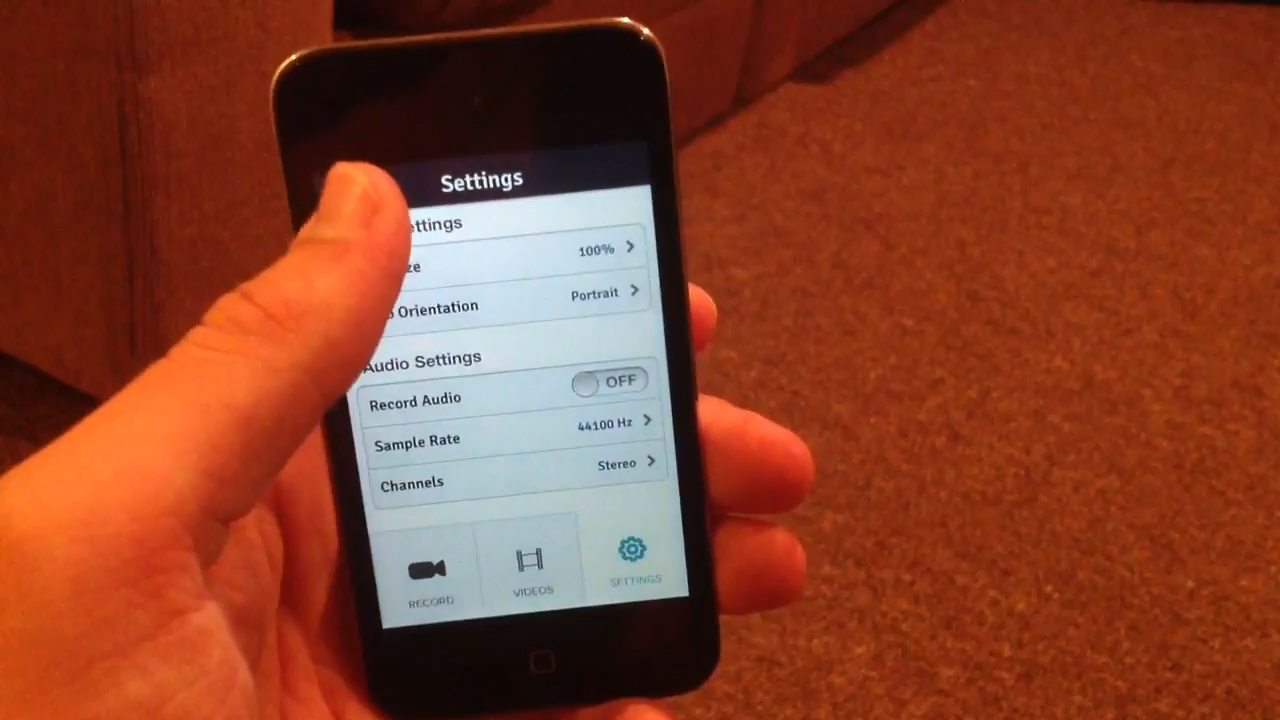 Settings
ettings
ze 100%
Orientation Portrait
Audio Settings
Record Audio OFF
Sample Rate 44100 Hz
Channels Stereo
RECORD VIDEOS SETTINGS